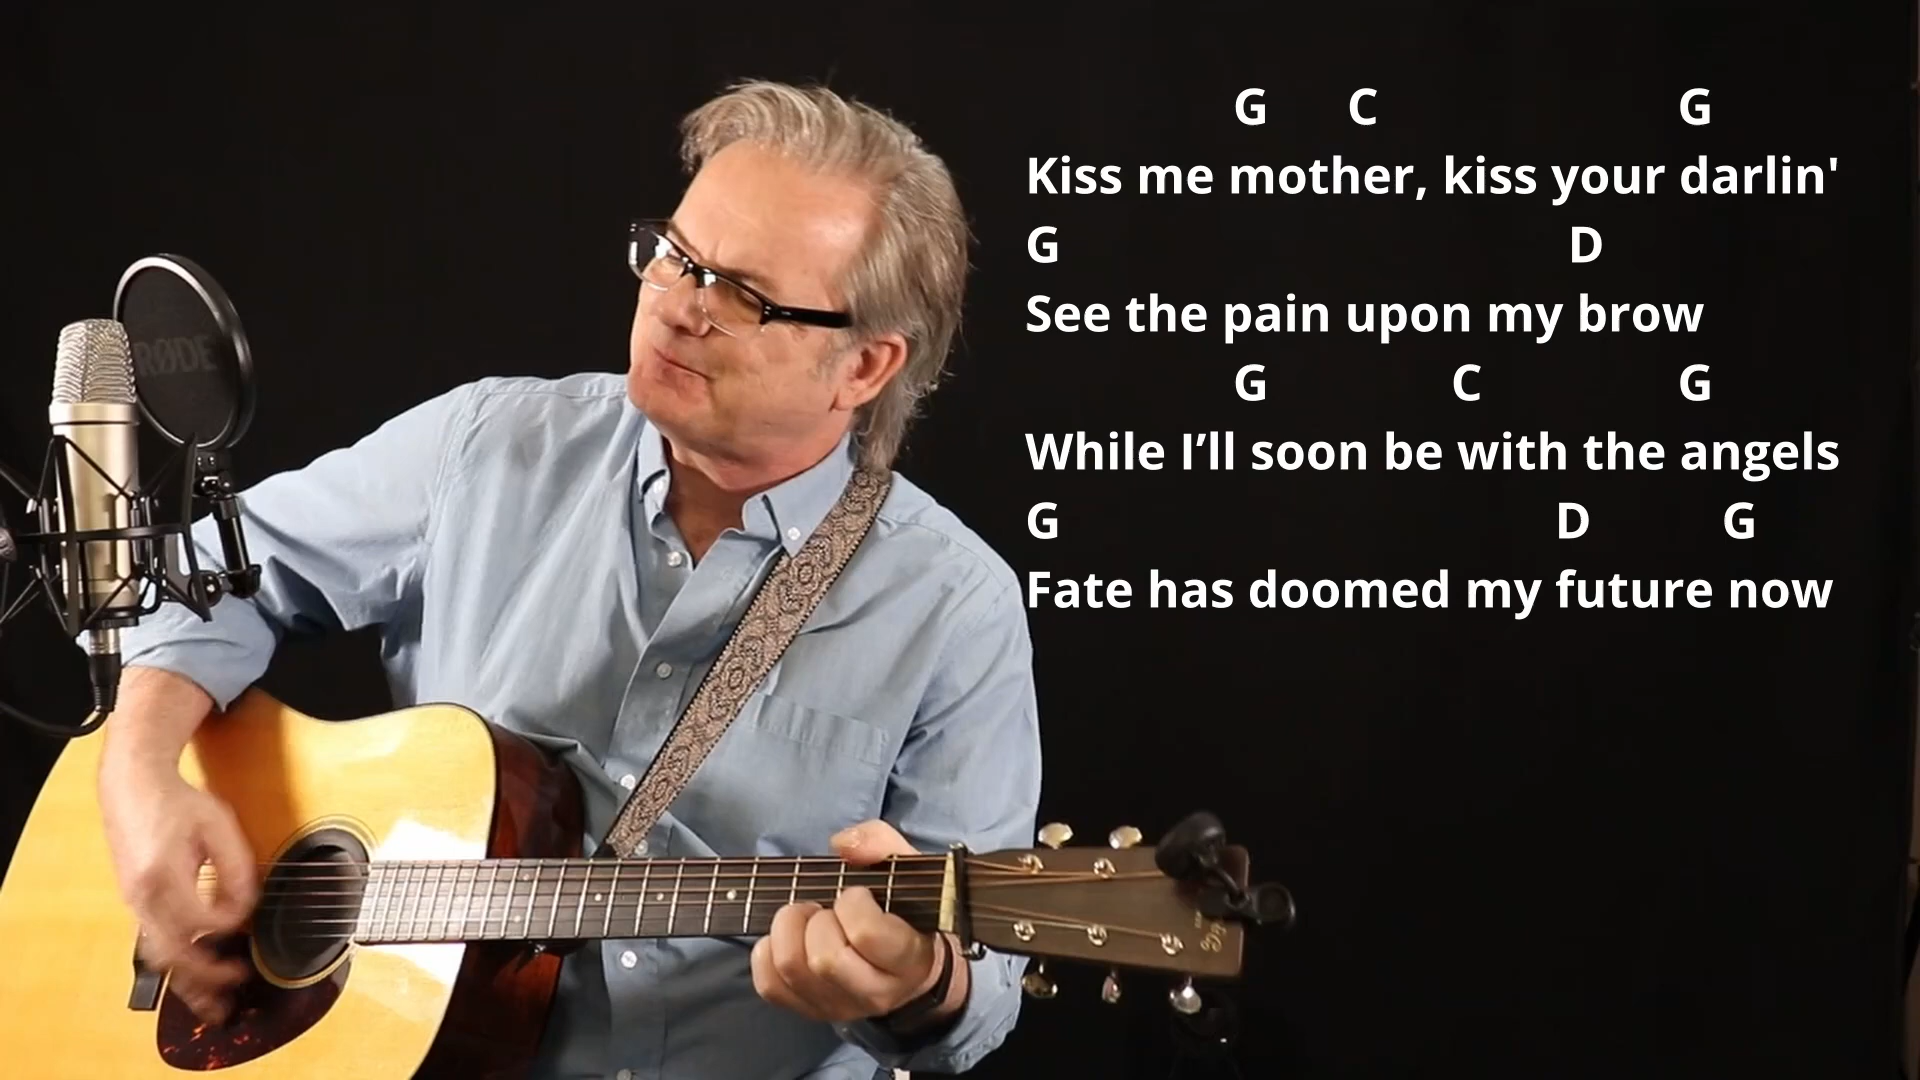 G C G
Kiss me mother, kiss your darlin'
G D
See the pain upon my brow
G C G
While I’ll soon be with the angels
G D G
Fate has doomed my future now
RØDE